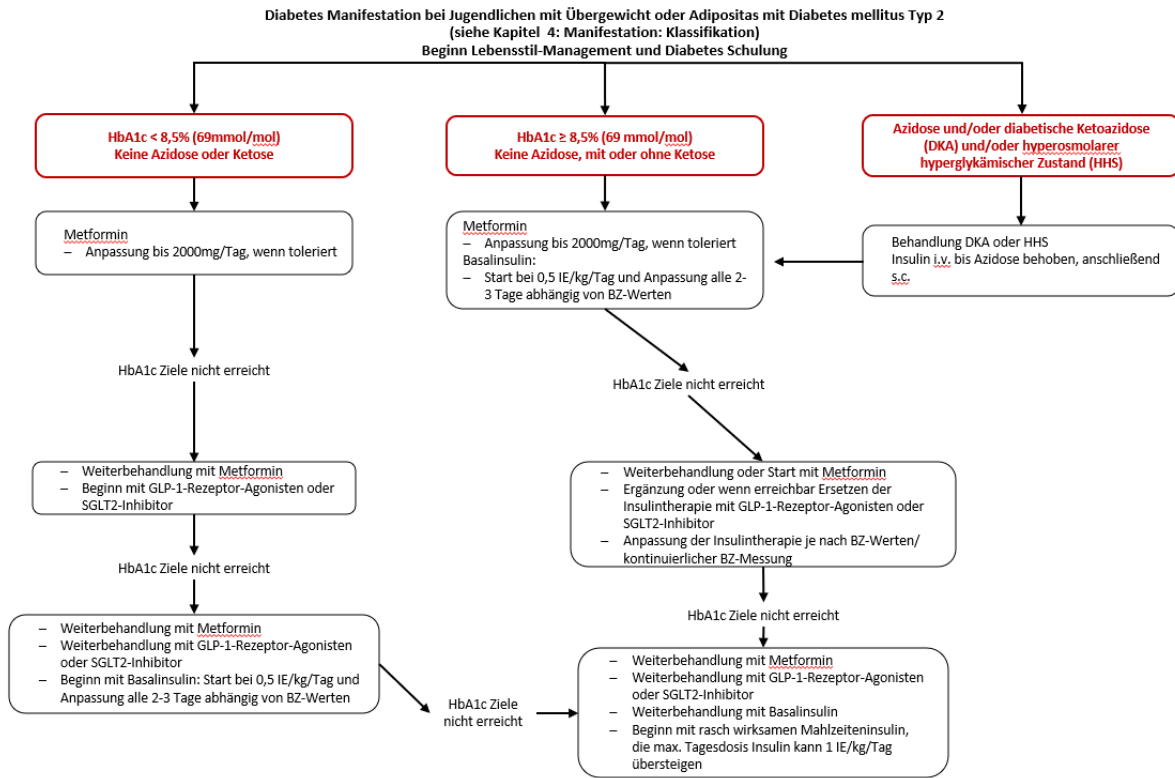 Diabetes Manifestation bei Jugendlichen mit Übergewicht oder Adipositas mit Diabetes mellitus Typ 2
(siehe Kapitel 4: Manifestation: Klassifikation)
Beginn Lebensstil-Management und Diabetes Schulung
HbA1c < 8,5% (69mmol/mol)
Keine Azidose oder Ketose
HbA1c ≥ 8,5% (69 mmol/mol)
Keine Azidose, mit oder ohne Ketose
Azidose und/oder diabetische Ketoazidose
(DKA) und/oder hyperosmolarer
hyperglykämischer Zustand (HHS)
Metformin
– Anpassung bis 2000mg/Tag, wenn toleriert
Metformin
– Anpassung bis 2000mg/Tag, wenn toleriert
Basalinsulin:
– Start bei 0,5 IE/kg/Tag und Anpassung alle 2-
3 Tage abhängig von BZ-Werten
Behandlung DKA oder HHS
Insulin i.v. bis Azidose behoben, anschließend
s.c.
HbA1c Ziele nicht erreicht
HbA1c Ziele nicht erreicht
– Weiterbehandlung mit Metformin
– Beginn mit GLP-1-Rezeptor-Agonisten oder
SGLT2-Inhibitor
– Weiterbehandlung oder Start mit Metformin
– Ergänzung oder wenn erreichbar Ersetzen der
Insulintherapie mit GLP-1-Rezeptor-Agonisten oder
SGLT2-Inhibitor
– Anpassung der Insulintherapie je nach BZ-Werten/
kontinuierlicher BZ-Messung
HbA1c Ziele nicht erreicht
HbA1c Ziele nicht erreicht
– Weiterbehandlung mit Metformin
– Weiterbehandlung mit GLP-1-Rezeptor-Agonisten
oder SGLT2-Inhibitor
– Beginn mit Basalinsulin: Start bei 0,5 IE/kg/Tag und
Anpassung alle 2-3 Tage abhängig von BZ-Werten
HbA1c Ziele
nicht erreicht
– Weiterbehandlung mit Metformin
– Weiterbehandlung mit GLP-1-Rezeptor-Agonisten
oder SGLT2-Inhibitor
– Weiterbehandlung mit Basalinsulin
– Beginn mit rasch wirksamen Mahlzeiteninsulin,
die max. Tagesdosis Insulin kann 1 IE/kg/Tag
übersteigen